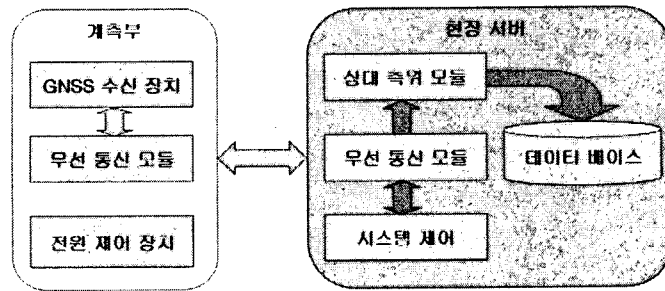 계측부
GNSS 수신 장치
무선 통신 모듈
전원 제어 장치
현장 서버
상대 측위 모듈
무선 통신 모듈
시스템 제어
데이터 베이스